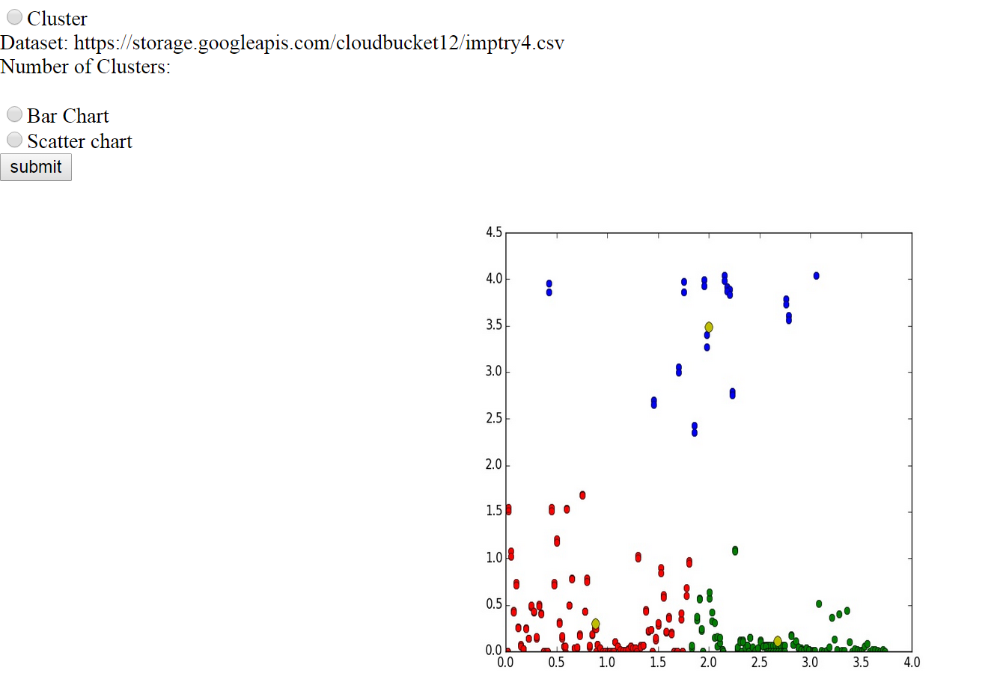 Cluster
Dataset: https://storage.googleapis.com/cloudbucket12/imptry4.csv
Number of Clusters:
Bar Chart
Scatter chart
submit
4.5
4.0
3.5
3.0
2.5
2.0
1.5
1.0
0.5
0.0
0.0 0.5 1.0 1.5 2.0 2.5 3.0 3.5 4.0